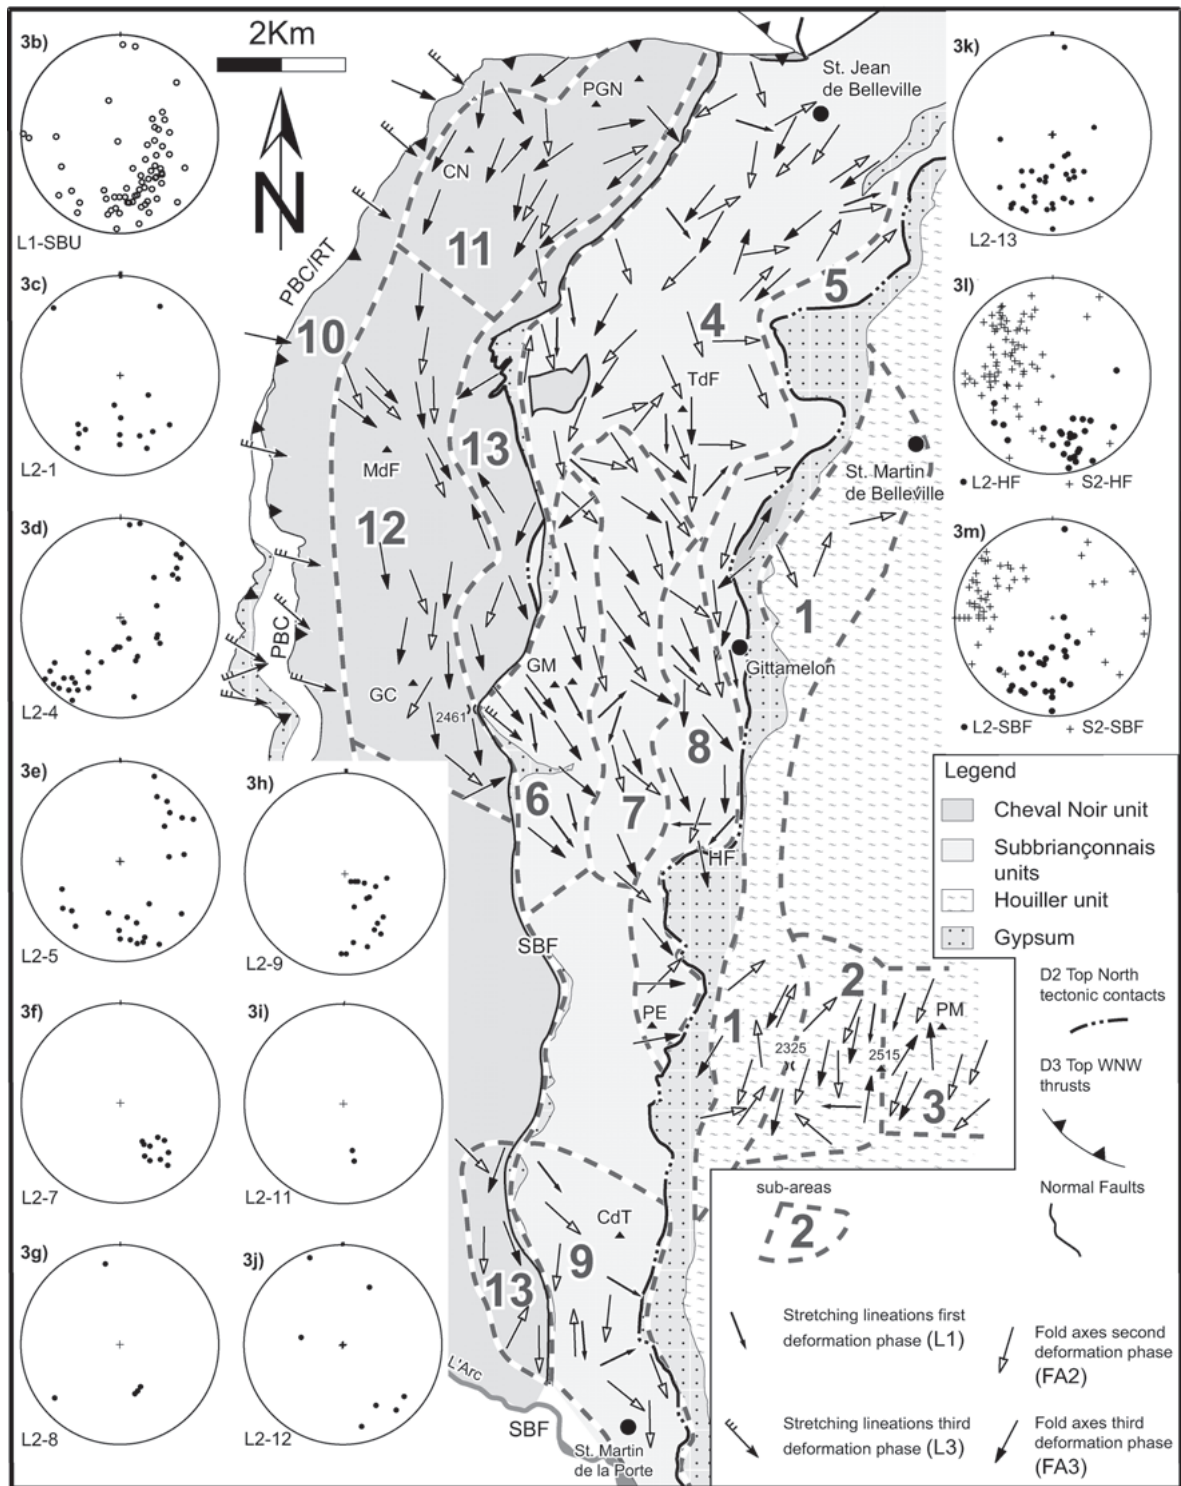 3b)
L1-SBU
3c)
L2-1
3d)
L2-4
3e)
L2-5
3f)
L2-7
3g)
L2-8
3h)
L2-9
3i)
L2-11
3j)
L2-12
2Km
N
PBC/RT
PGN
CN
St. Jean
de Belleville
11
10
5
4
TdF
13
MdF
12
St. Martin
de Belleville
1
PBC
GM
GC
2461
Gittamelon
8
6
7
HF
SBF
PE
2
1
PM
2325
2515
3
CdT
9
13
L'Arc
SBF
St. Martin
de la Porte
3k)
L2-13
3l)
L2-HF
+ S2-HF
3m)
L2-SBF
+ S2-SBF
Legend
Cheval Noir unit
Subbriançonnais
units
Houiller unit
Gypsum
D2 Top North
tectonic contacts
D3 Top WNW
thrusts
sub-areas
2
Normal Faults
Stretching lineations first
deformation phase (L1)
Fold axes second
deformation phase
(FA2)
Stretching lineations third
deformation phase (L3)
Fold axes third
deformation phase
(FA3)